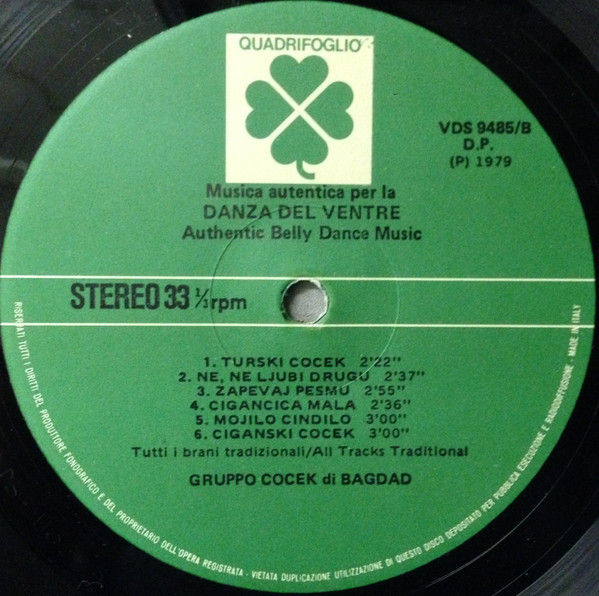 QUADRIFOGLIO
VDS 9485/B
D.P.
(P) 1979
Musica autentica per la
DANZA DEL VENTRE
Authentic Belly Dance Music
STEREO 33 1/3 rpm
1. TURSKI COCEK 2'22"
2. NE, NE LJUBI DRUGU 2'37"
3. ZAPEVAJ PESMU 2'55"
4. CIGANCICA MALA 2'36"
5. MOJILO CINDILO 3'00"
6. CIGANSKI COCEK 3'00"
Tutti i brani tradizionali/All Tracks Traditional
GRUPPO COCEK di BAGDAD
RISERVATI TUTTI I DIRITTI DEL PRODUTTORE FONOGRAFICO E DEL PROPRIETARIO DELL'OPERA REGISTRATA - VIETATA DUPLICAZIONE UTILIZZAZIONE DI QUESTO DISCO DEPOSITATO PER PUBBLICA ESECUZIONE E RADIODIFFUSIONE - MADE IN ITALY